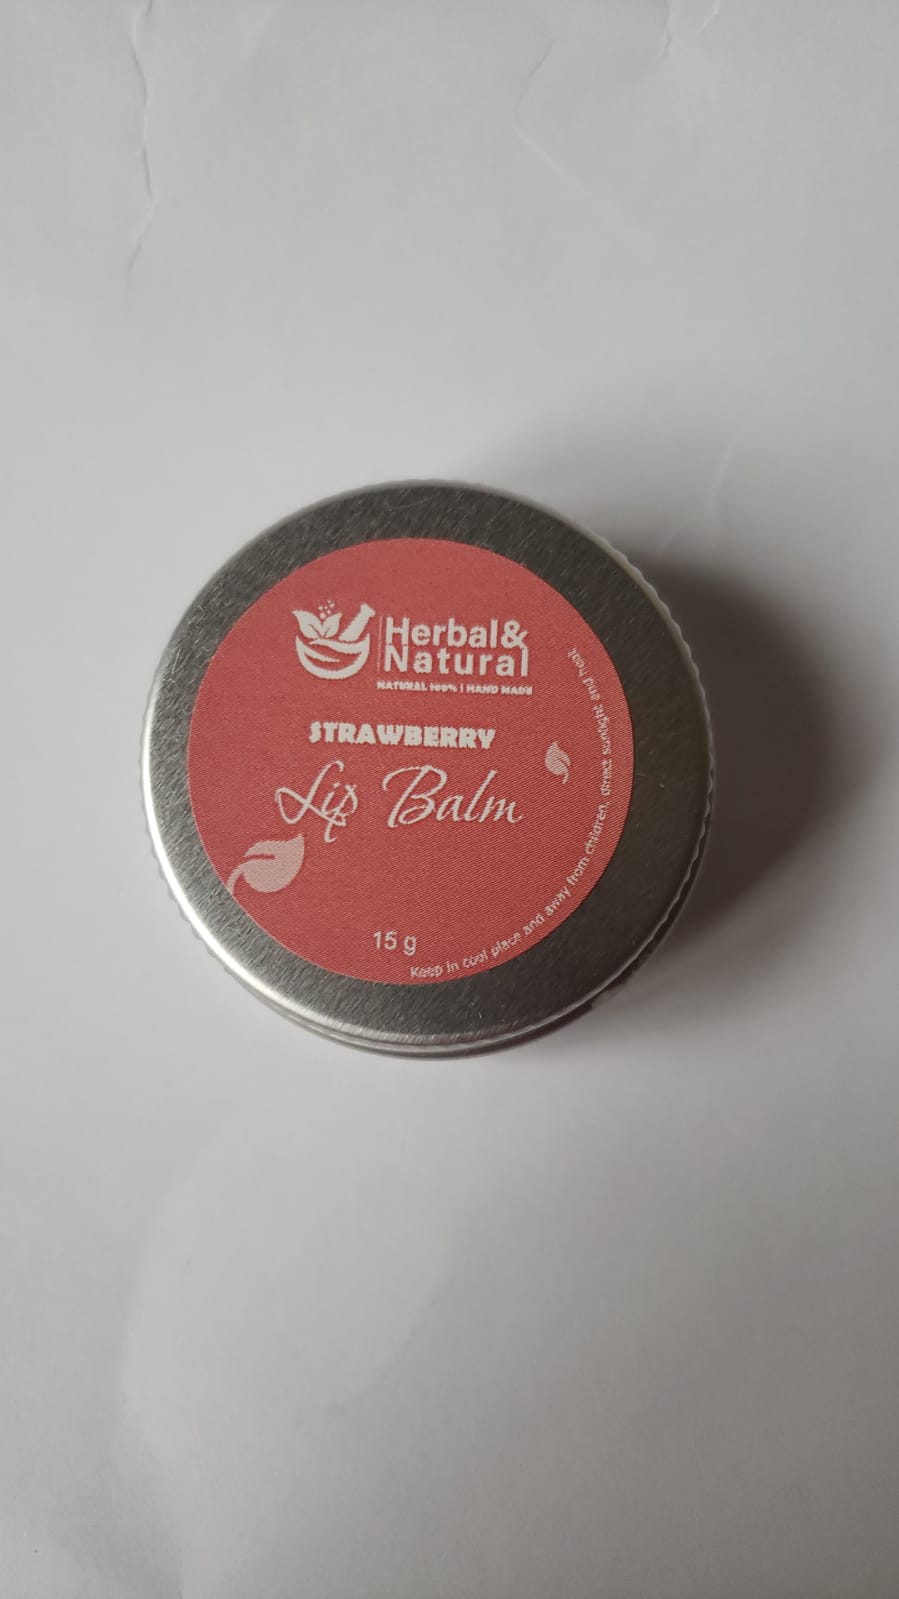 Herbal&
Natural
NATURAL 100% | HAND MADE
STRAWBERRY
Lip Balm
15 g
Keep in cool place and away from children, direct sunlight and heat